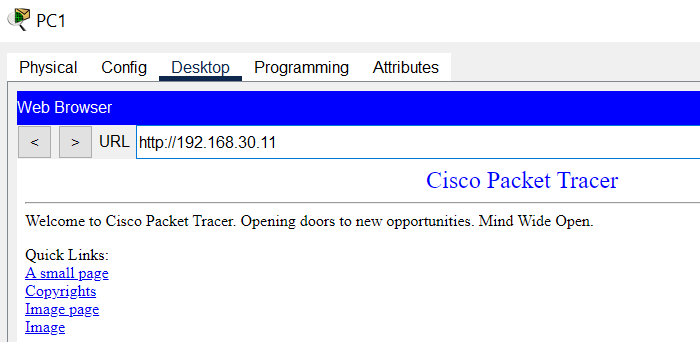 PC1
Physical Config Desktop Programming Attributes
Web Browser
< > URL http://192.168.30.11
Cisco Packet Tracer
Welcome to Cisco Packet Tracer. Opening doors to new opportunities. Mind Wide Open.
Quick Links:
A small page
Copyrights
Image page
Image